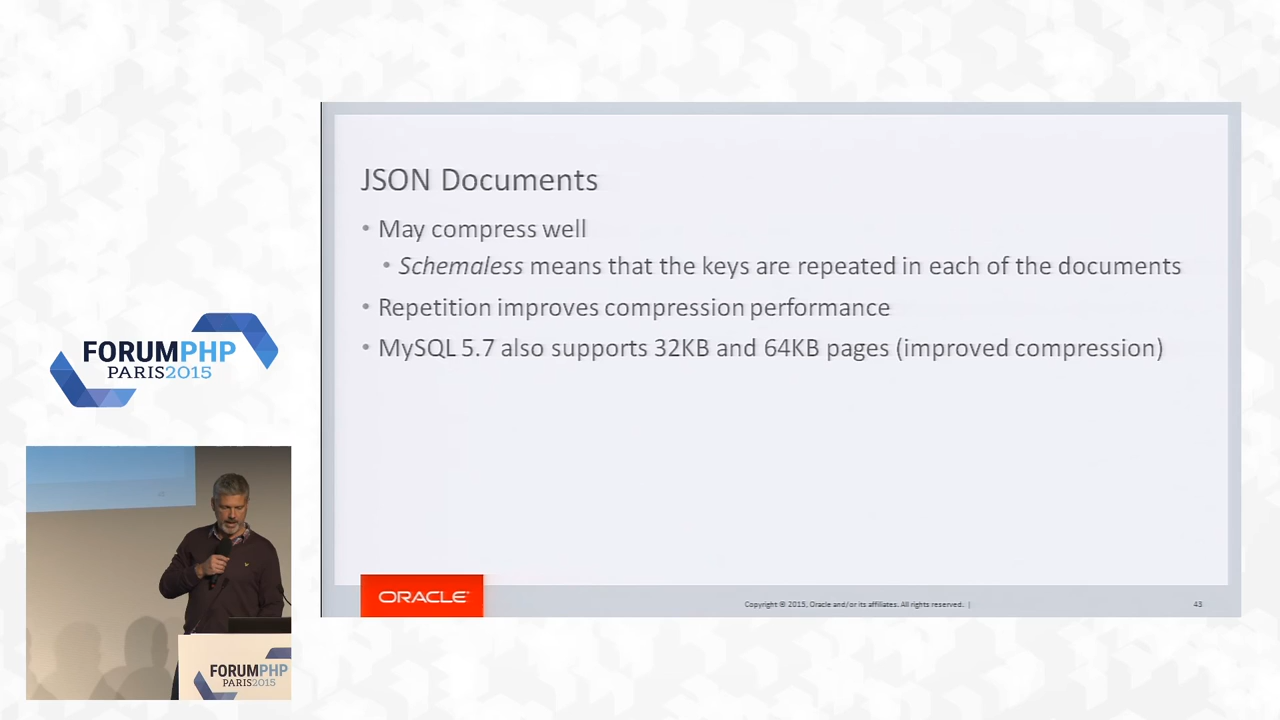 JSON Documents
• May compress well
• Schemaless means that the keys are repeated in each of the documents
• Repetition improves compression performance
• MySQL 5.7 also supports 32KB and 64KB pages (improved compression)
FORUMPHP
PARIS2015
ORACLE
Copyright © 2015, Oracle and/or its affiliates. All rights reserved. |
43
FORUMPHP
PARIS2015